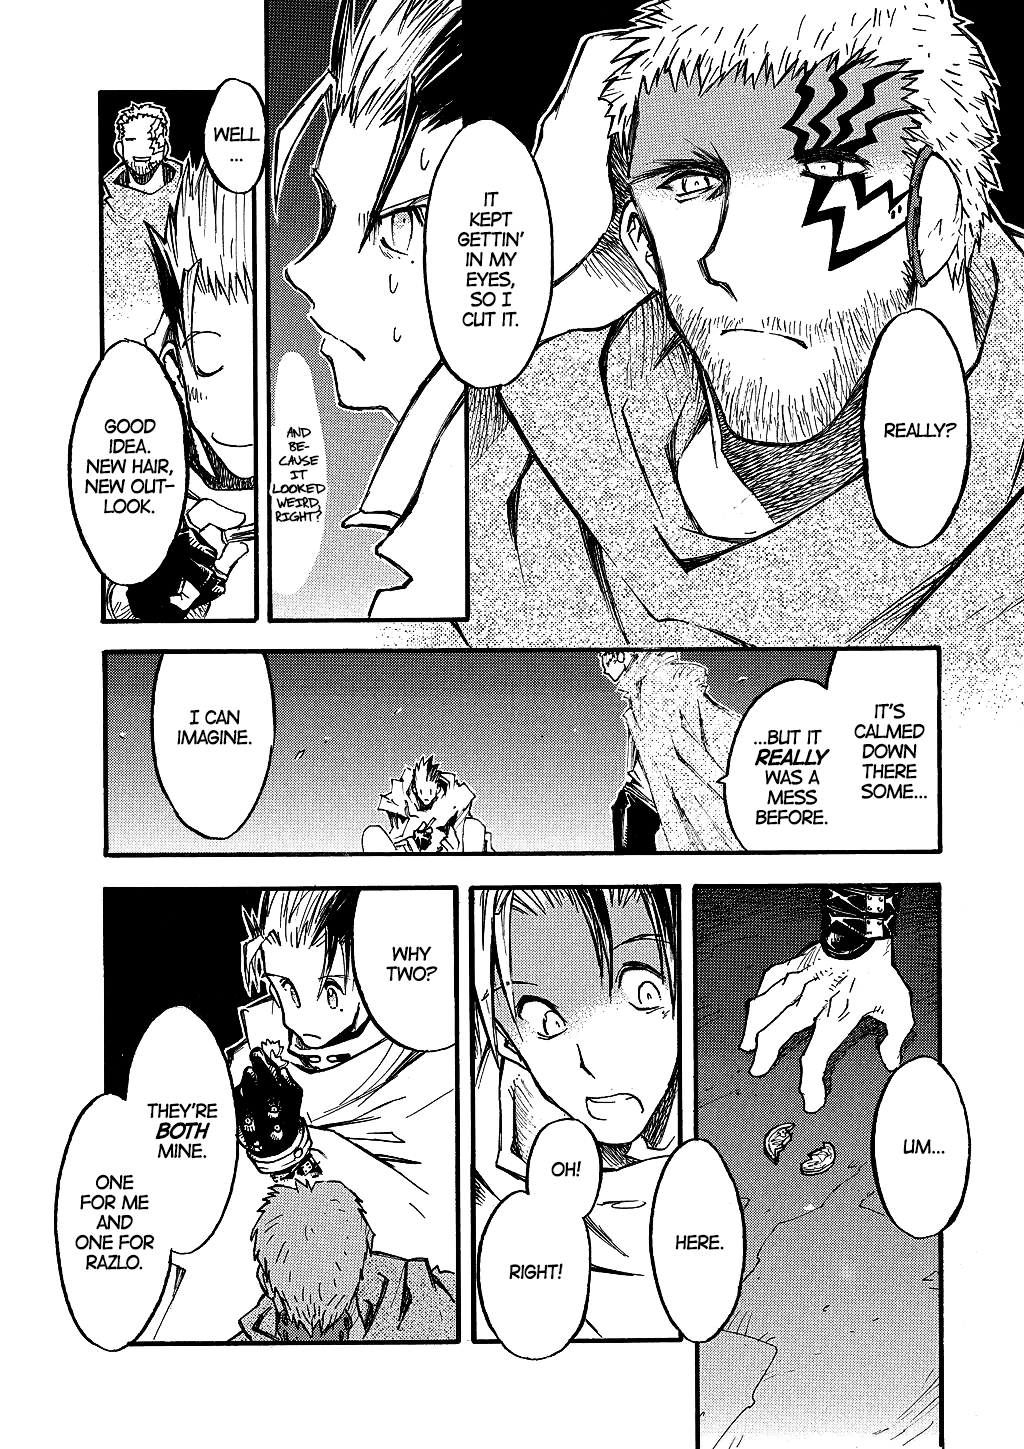 REALLY?
IT
KEPT
GETTIN'
IN MY
EYES,
SO I
CUT IT.
AND
BE-
CAUSE
IT
LOOKED
WEIRD,
RIGHT?
WELL
...
GOOD
IDEA.
NEW HAIR,
NEW OUT-
LOOK.
IT'S
CALMED
DOWN
THERE
SOME...
...BUT IT
REALLY
WAS A
MESS
BEFORE.
I CAN
IMAGINE.
UM...
HERE.
OH!
RIGHT!
WHY
TWO?
THEY'RE
BOTH
MINE.
ONE
FOR ME
AND
ONE FOR
RAZLO.